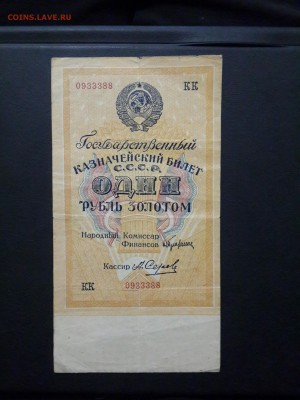 COINS.LAVE.RU
0933388 КК
Государственный
КАЗНАЧЕЙСКИЙ БИЛЕТ
С.С.С.Р.
ОДИН
РУБЛЬ ЗОЛОТОМ
Народный Комиссар
Финансов
Кассир
КК 0933388